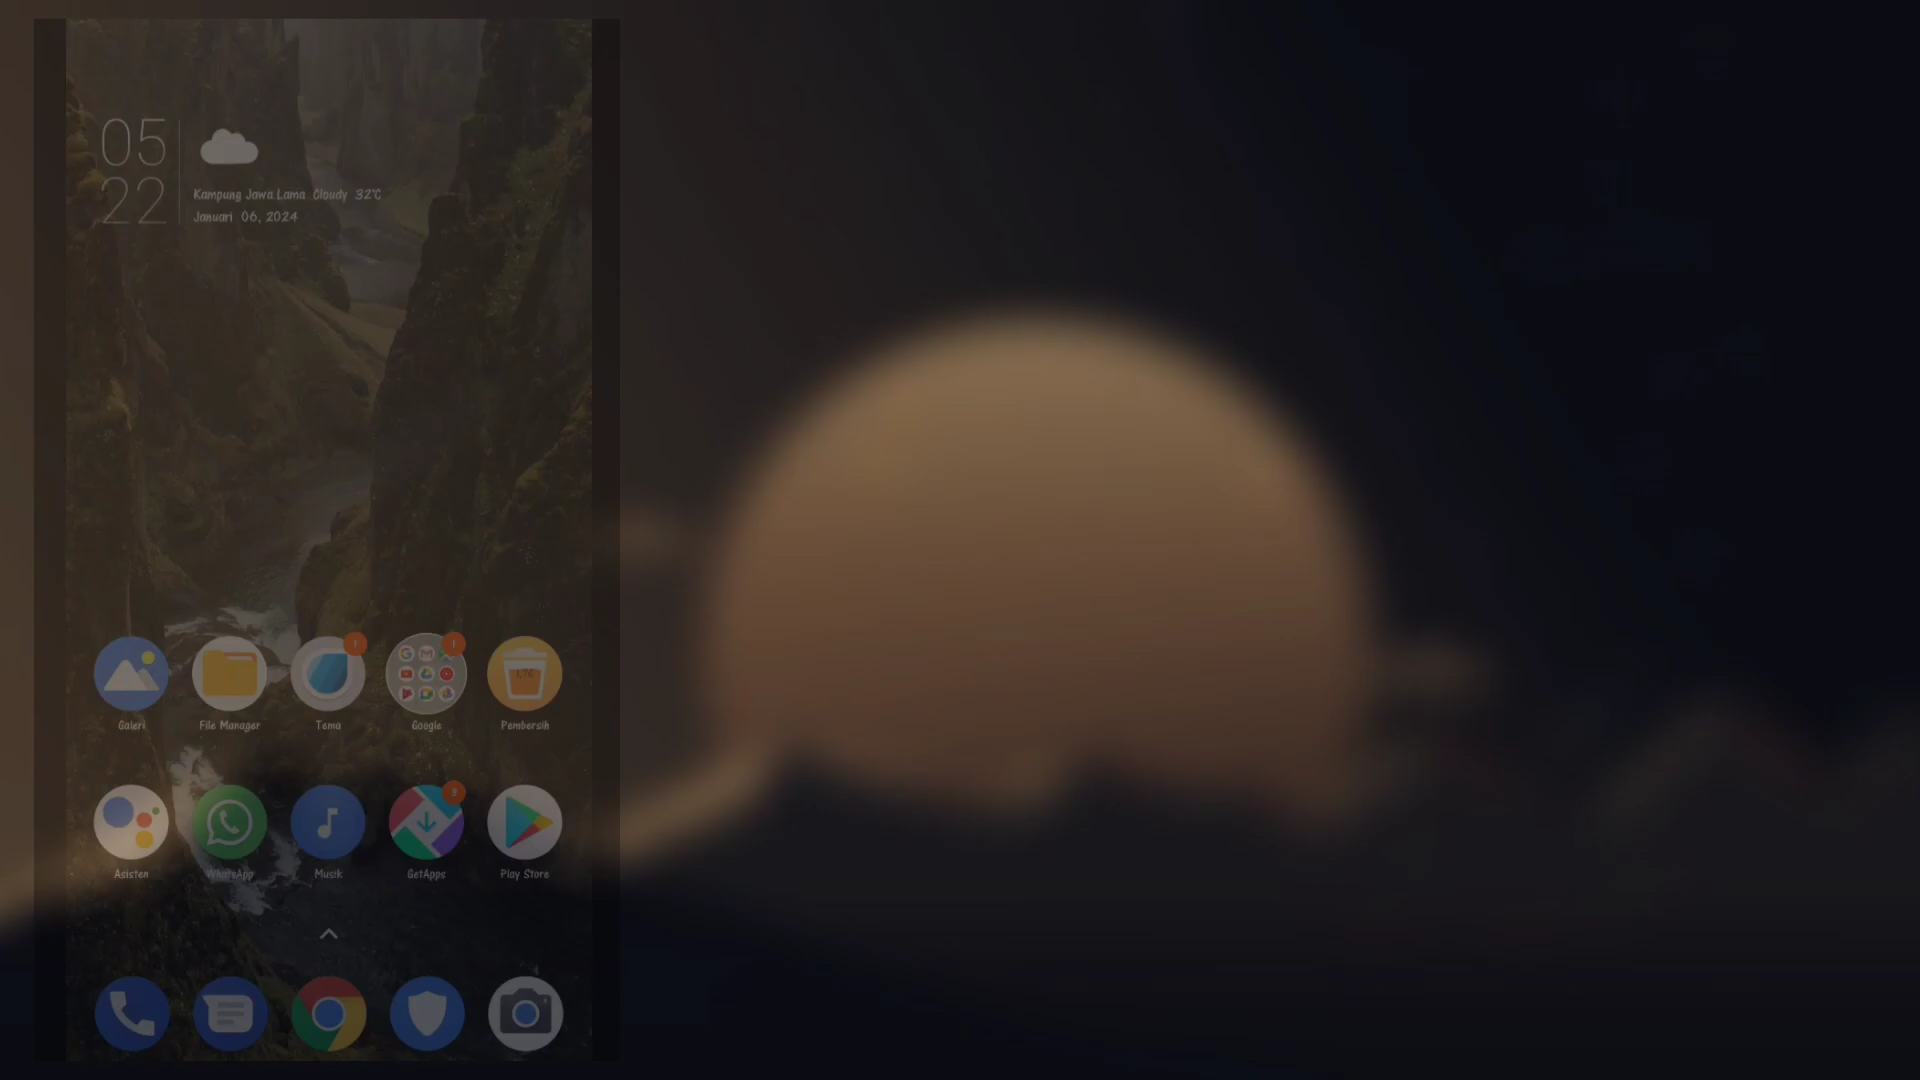 05
22
Kampung Jawa Lama Cloudy 32°C
Januari 06, 2024
Galeri
File Manager
Tema
Google
Pembersih
Asisten
WhatsApp
Musik
GetApps
Play Store